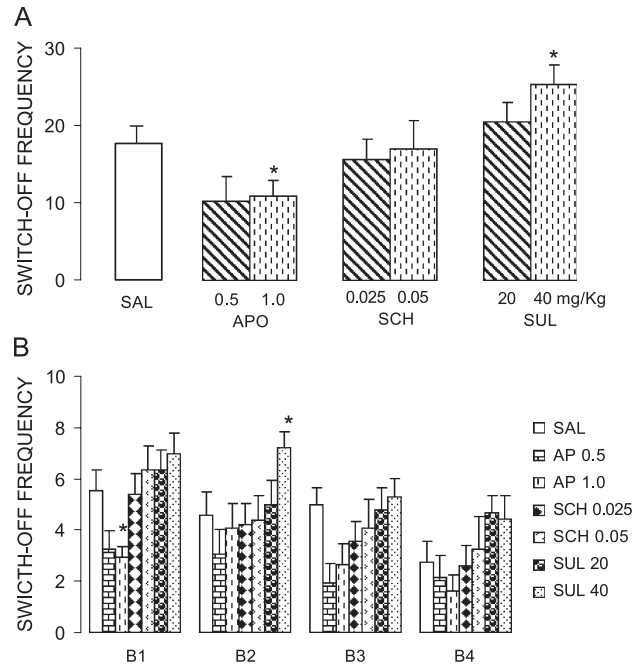 A
SWITCH-OFF FREQUENCY
30
20
10
0
*
*
SAL
0.5 1.0
APO
0.025 0.05
SCH
20 40 mg/Kg
SUL
B
SWICTH-OFF FREQUENCY
10
8
6
4
2
0
*
*
B1 B2 B3 B4
SAL
AP 0.5
AP 1.0
SCH 0.025
SCH 0.05
SUL 20
SUL 40